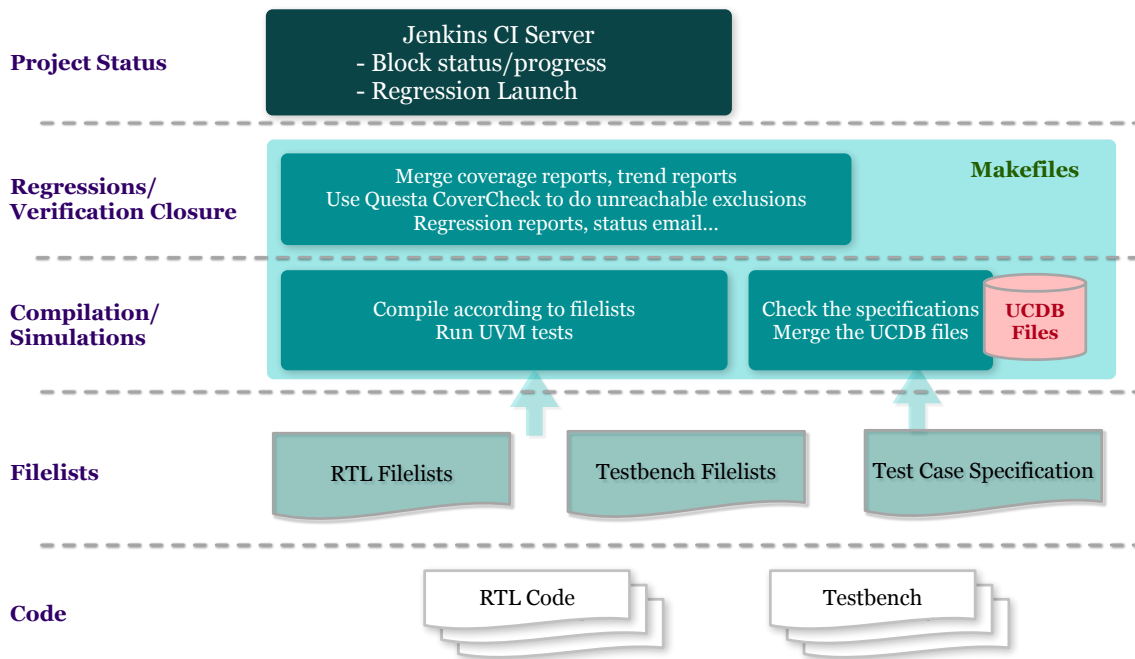 Project Status
Jenkins CI Server
- Block status/progress
- Regression Launch
Regressions/
Verification Closure
Merge coverage reports, trend reports
Use Questa CoverCheck to do unreachable exclusions
Regression reports, status email...
Makefiles
Compilation/
Simulations
Compile according to filelists
Run UVM tests
Check the specifications
Merge the UCDB files
UCDB
Files
Filelists
RTL Filelists
Testbench Filelists
Test Case Specification
Code
RTL Code
Testbench